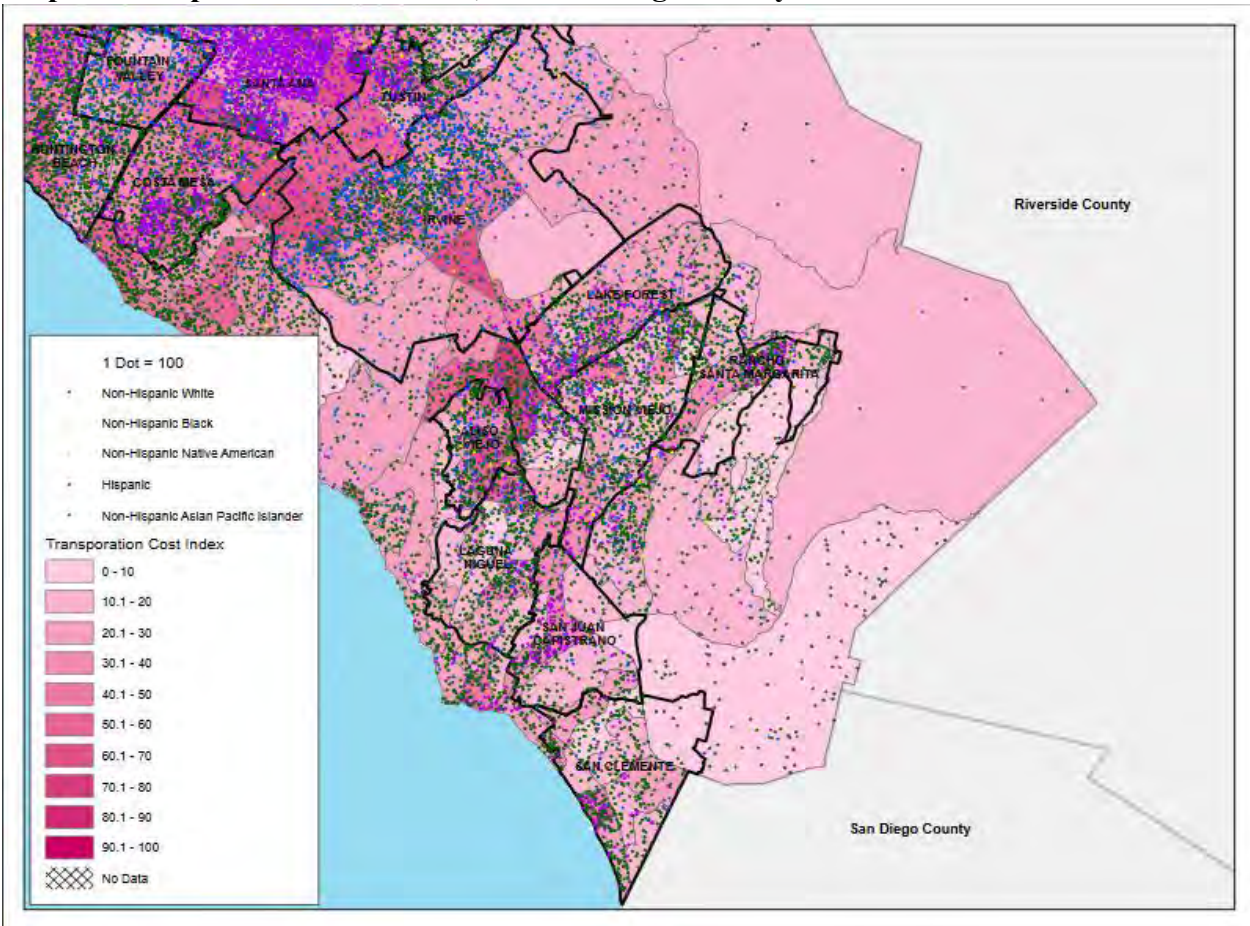 FOUNTAIN
VALLEY
SANTA ANA
TUSTIN
HUNTINGTON
BEACH
COSTA MESA
IRVINE
Riverside County
LAKE FOREST
RANCHO
SANTA MARGARITA
MISSION VIEJO
ALISO
VIEJO
LAGUNA
NIGUEL
SAN JUAN
CAPISTRANO
SAN CLEMENTE
San Diego County
1 Dot = 100
Non-Hispanic White
Non-Hispanic Black
Non-Hispanic Native American
Hispanic
Non-Hispanic Asian Pacific Islander
Transporation Cost Index
0 - 10
10.1 - 20
20.1 - 30
30.1 - 40
40.1 - 50
50.1 - 60
60.1 - 70
70.1 - 80
80.1 - 90
90.1 - 100
No Data